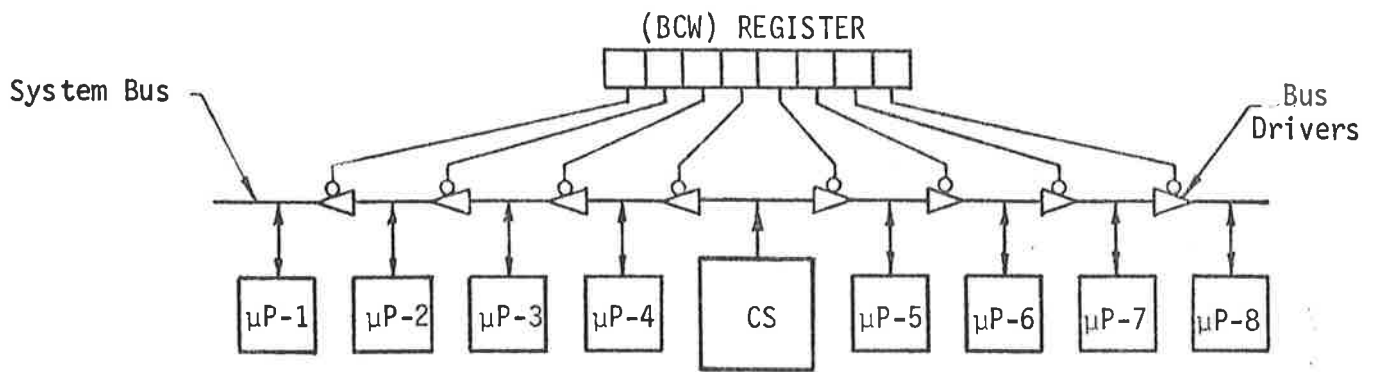 (BCW) REGISTER
System Bus
Bus
Drivers
µP-1
µP-2
µP-3
µP-4
CS
µP-5
µP-6
µP-7
µP-8